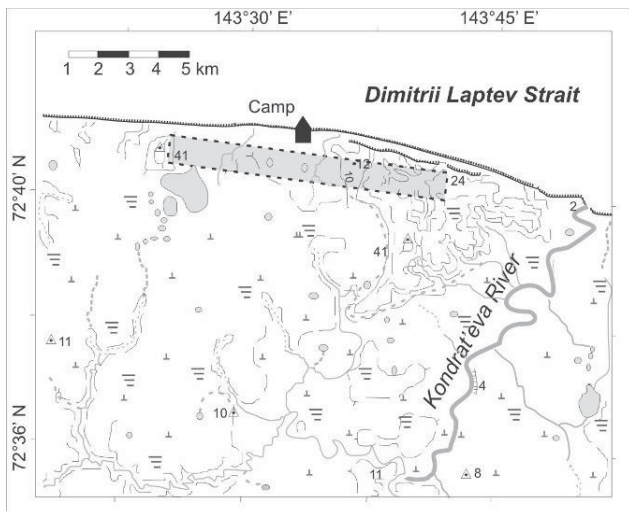 143°30' E' 143°45' E'
1 2 3 4 5 km
Dimitrii Laptev Strait
Camp
41
12
10
24
72°40' N
2
41
Kondrat'eva River
11
4
10
72°36' N
11
8